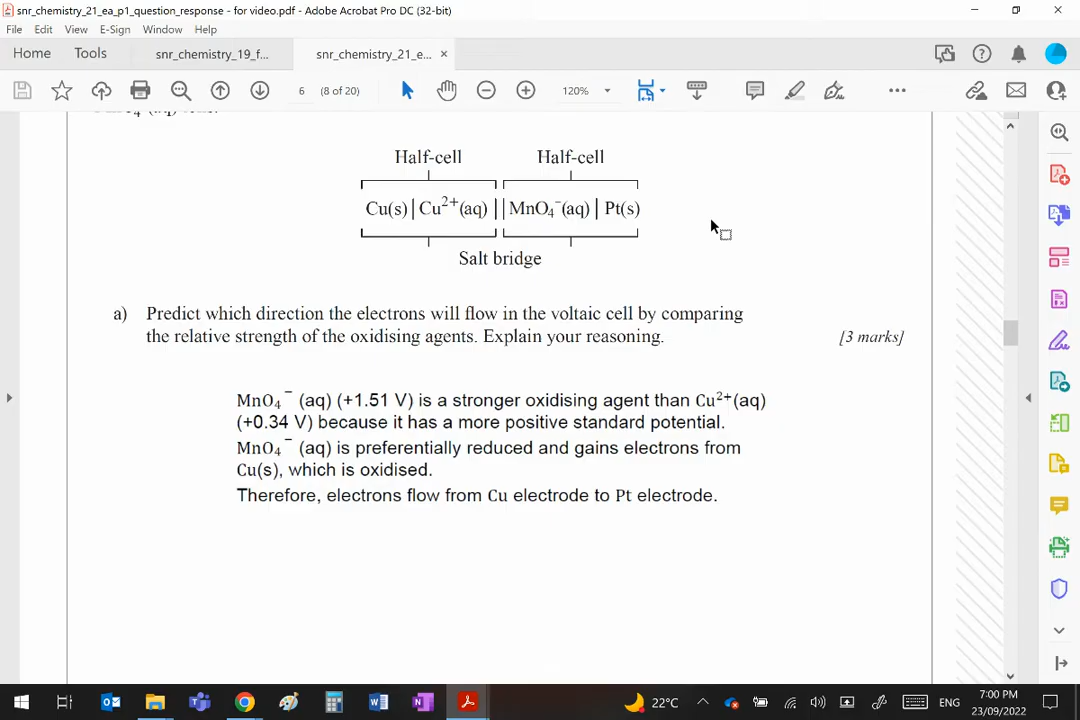 snr_chemistry_21_ea_p1_question_response - for video.pdf - Adobe Acrobat Pro DC (32-bit)
File Edit View E-Sign Window Help
Home Tools snr_chemistry_19_f... snr_chemistry_21_e... ×
6 (8 of 20) 120%
Half-cell Half-cell
Cu(s) | Cu²⁺(aq) || MnO₄⁻(aq) | Pt(s)
Salt bridge
a) Predict which direction the electrons will flow in the voltaic cell by comparing
the relative strength of the oxidising agents. Explain your reasoning. [3 marks]
MnO₄⁻ (aq) (+1.51 V) is a stronger oxidising agent than Cu²⁺(aq)
(+0.34 V) because it has a more positive standard potential.
MnO₄⁻ (aq) is preferentially reduced and gains electrons from
Cu(s), which is oxidised.
Therefore, electrons flow from Cu electrode to Pt electrode.
22°C ENG 7:00 PM
23/09/2022